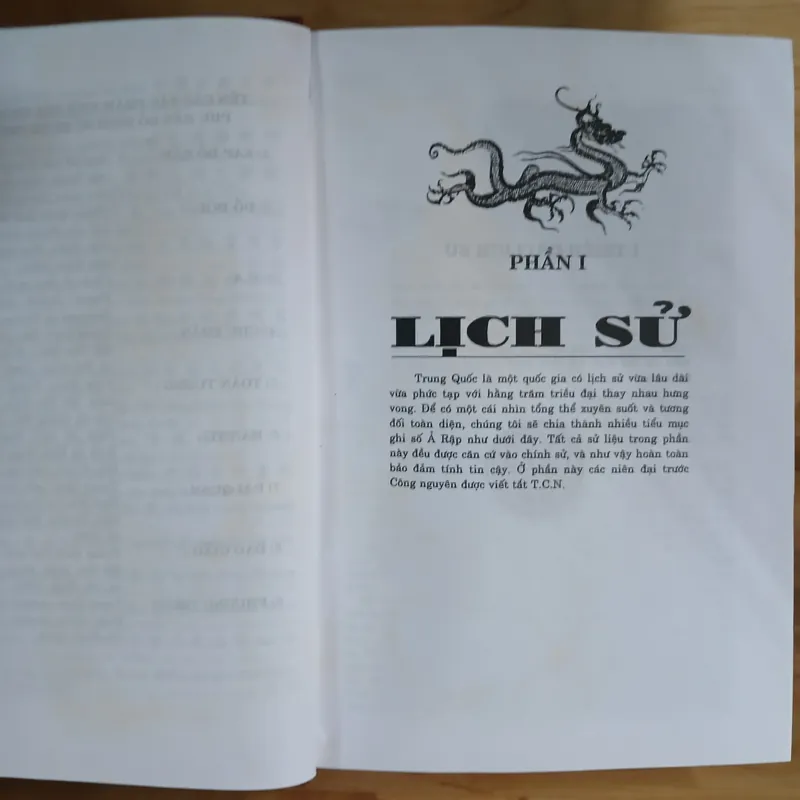 PHẦN I
LỊCH SỬ
Trung Quốc là một quốc gia có lịch sử vừa lâu dài
vừa phức tạp với hằng trăm triều đại thay nhau hưng
vong. Để có một cái nhìn tổng thể xuyên suốt và tương
đối toàn diện, chúng tôi sẽ chia thành nhiều tiểu mục
ghi số Ả Rập như dưới đây. Tất cả sử liệu trong phần
này đều được căn cứ vào chính sử, và như vậy hoàn toàn
bảo đảm tính tin cậy. Ở phần này các niên đại trước
Công nguyên được viết tắt T.C.N.